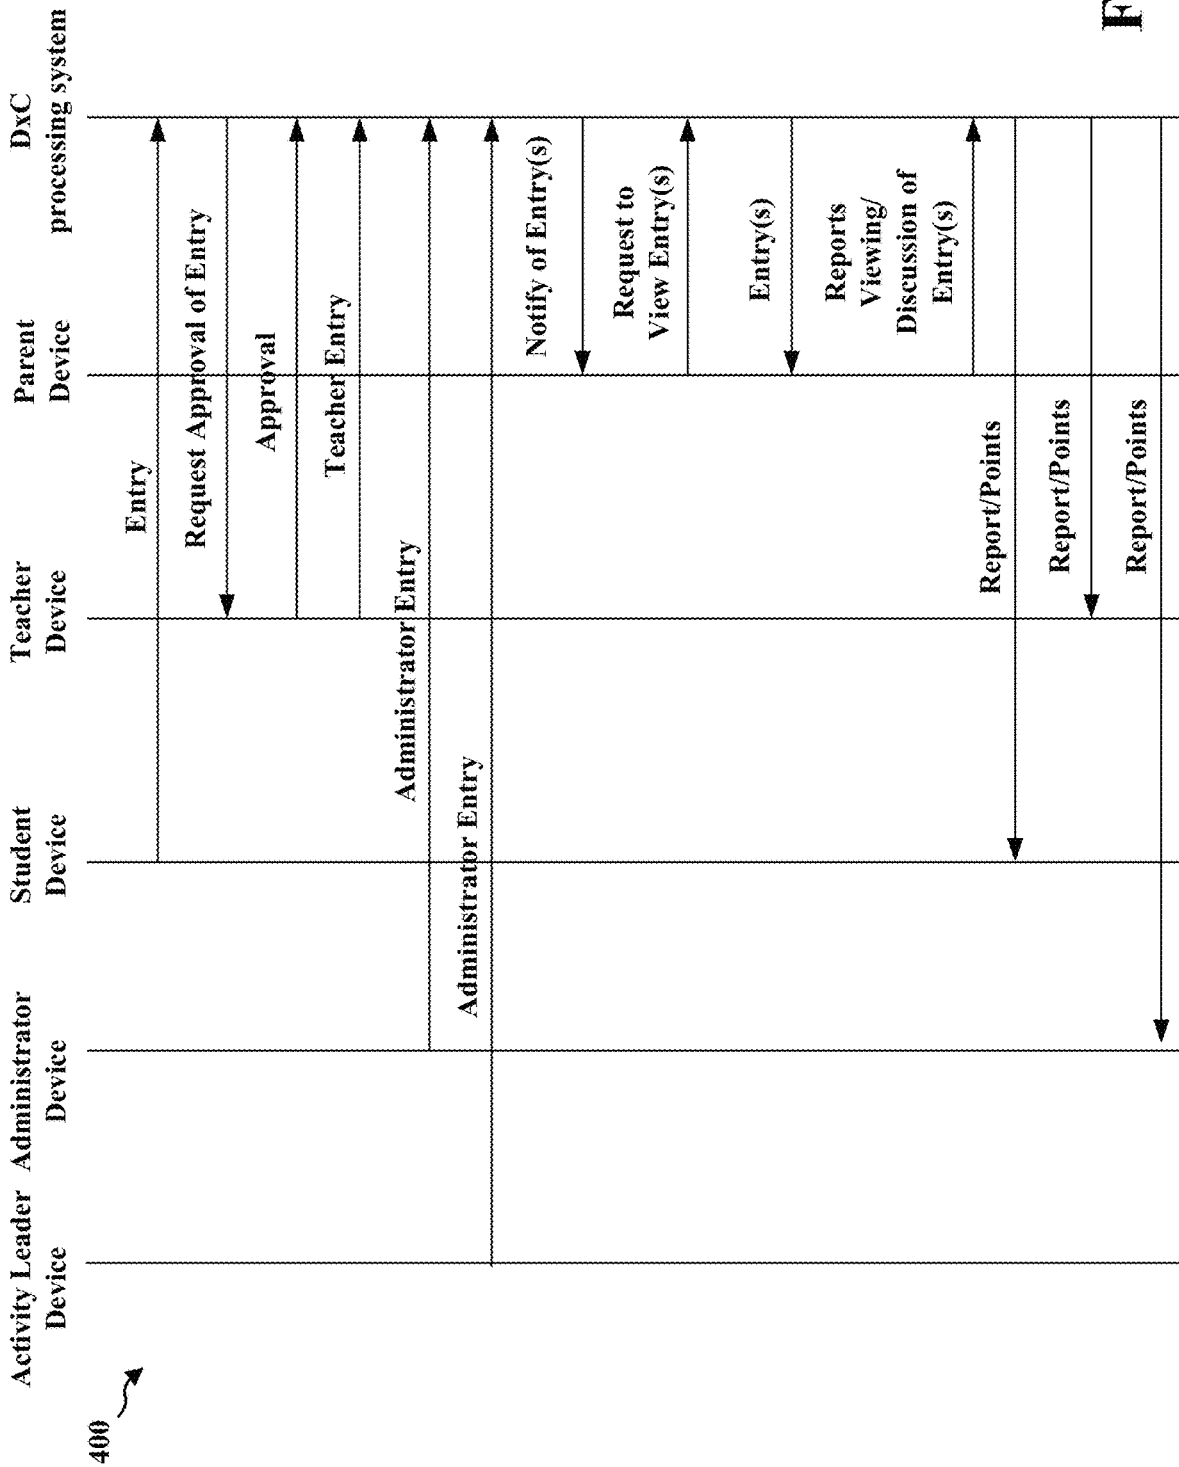 400
Activity Leader
Device
Administrator
Device
Student
Device
Teacher
Device
Parent
Device
DxC
processing system
Entry
Request Approval of Entry
Approval
Teacher Entry
Administrator Entry
Administrator Entry
Notify of Entry(s)
Request to
View Entry(s)
Entry(s)
Reports
Viewing/
Discussion of
Entry(s)
Report/Points
Report/Points
Report/Points
F